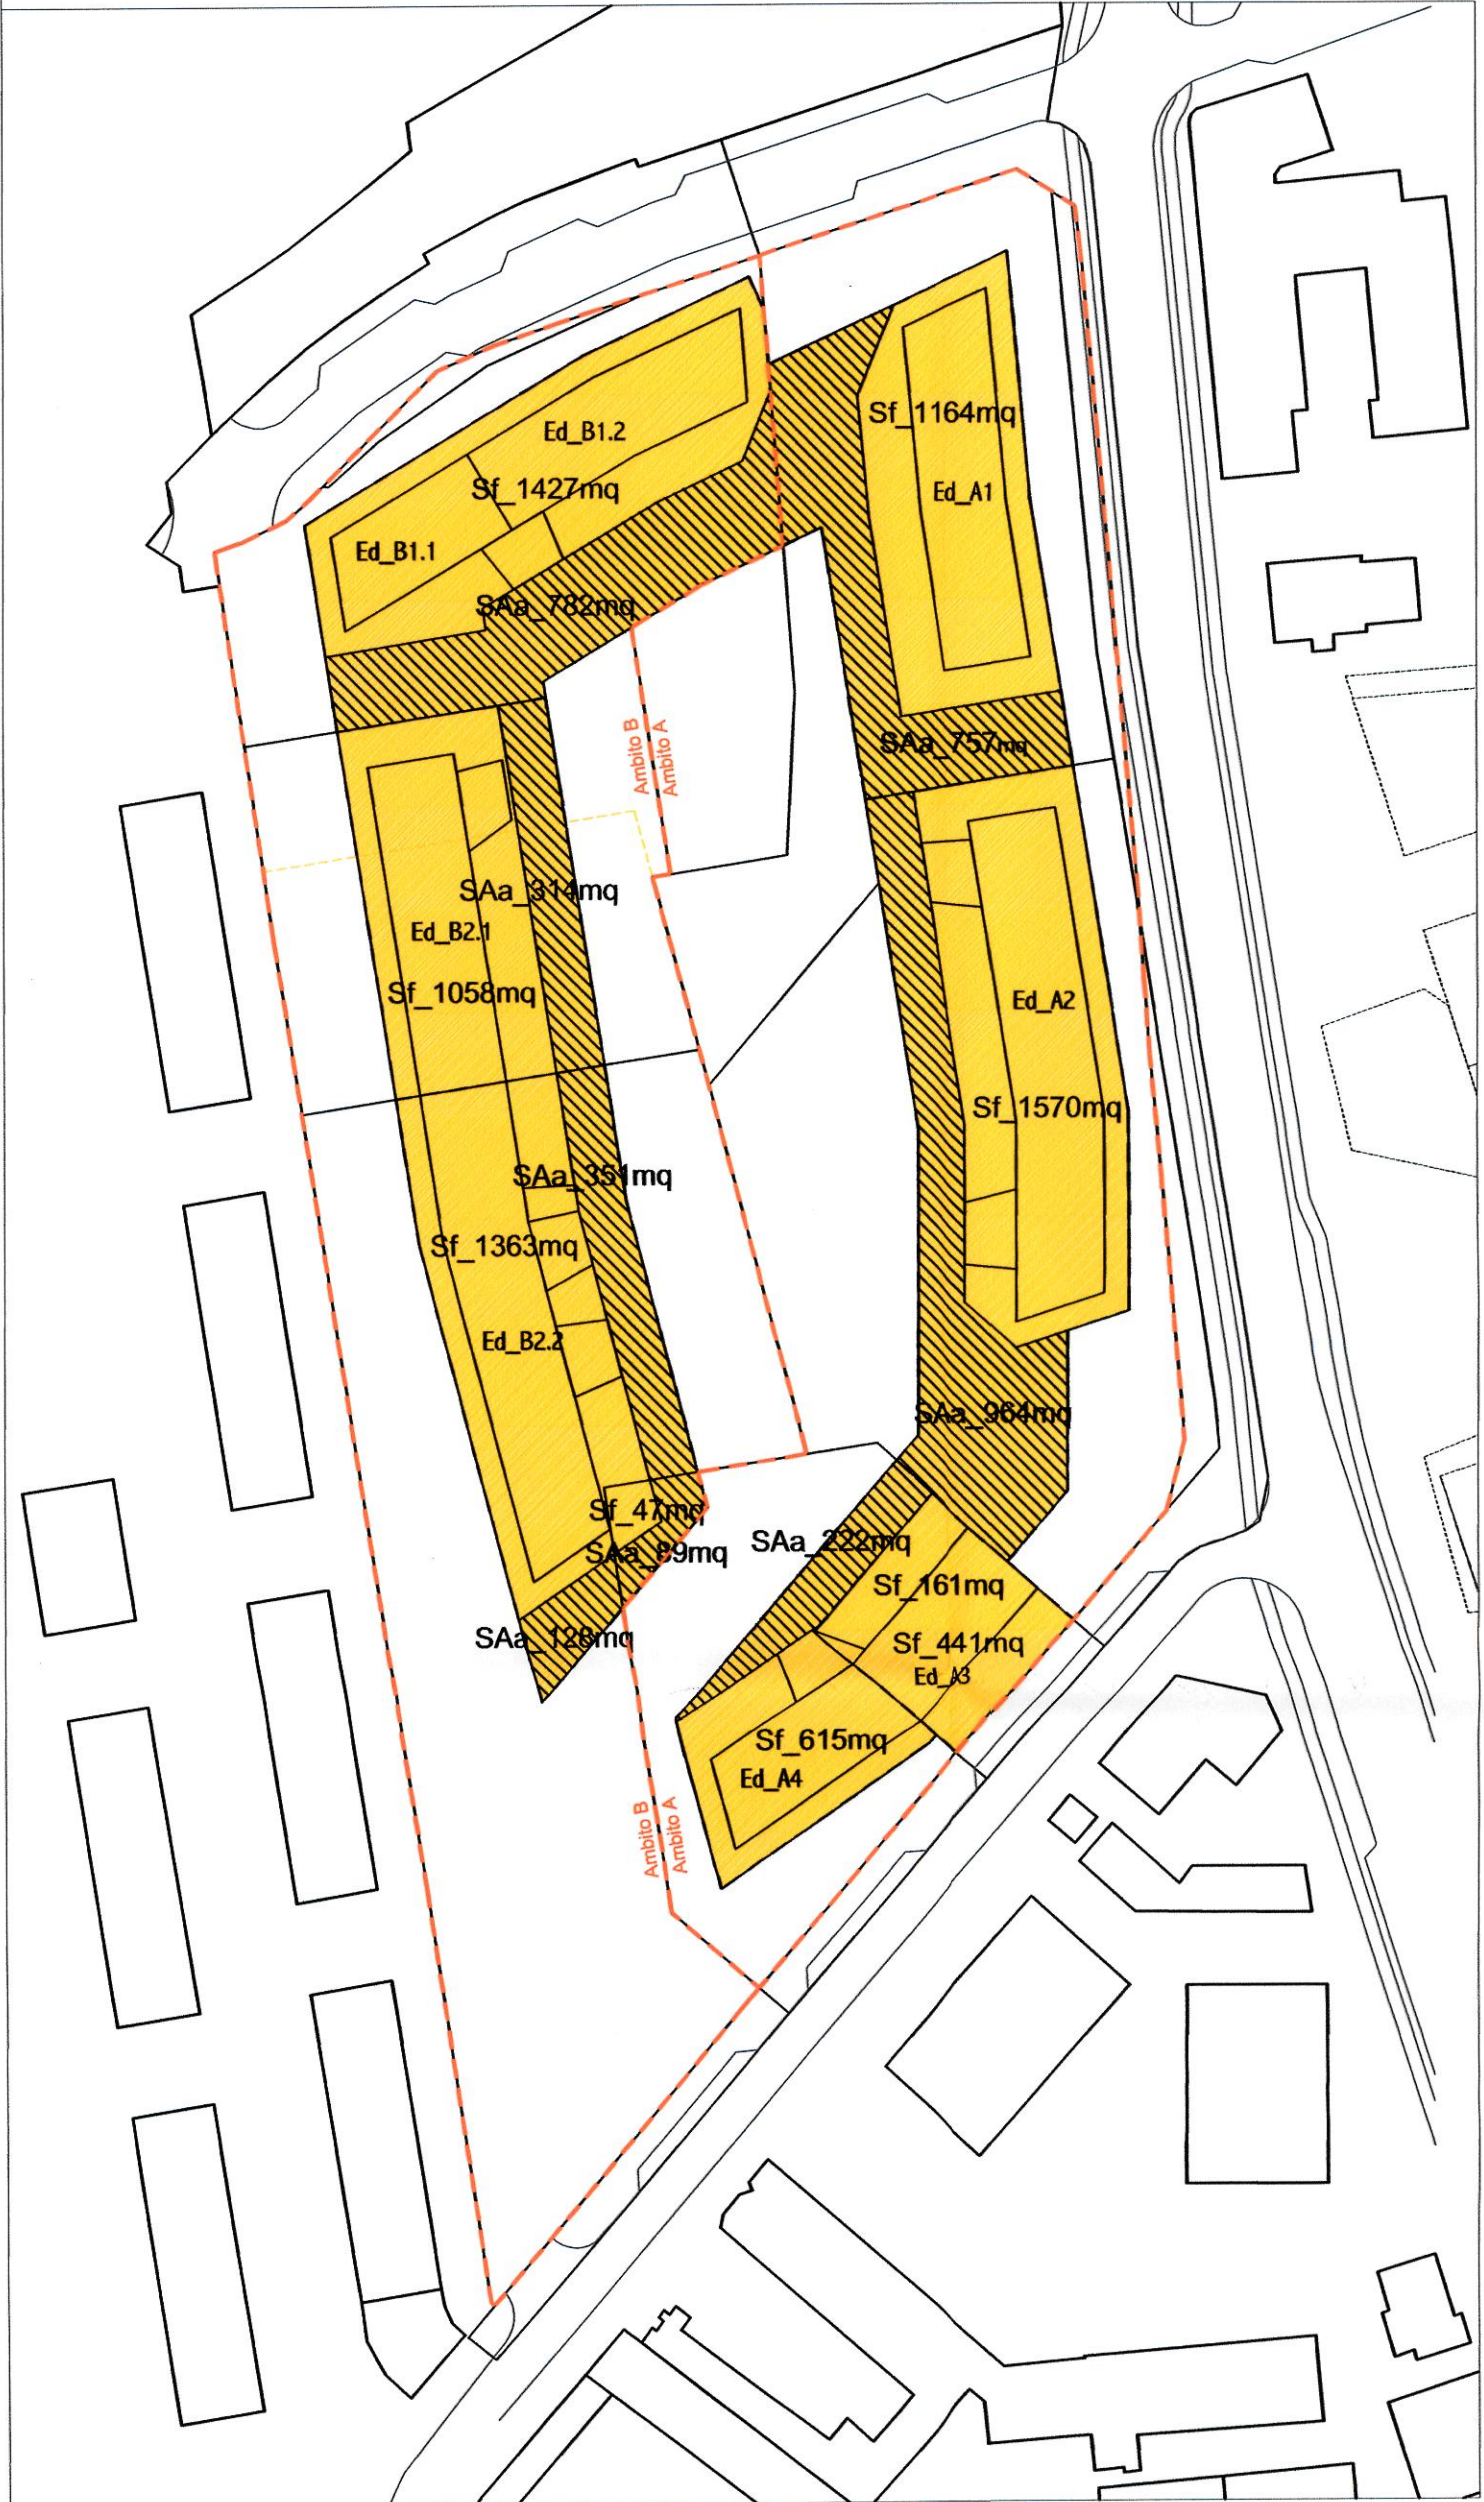 Sf_1164mq
Ed_B1.2
Sf_1427mq
Ed_A1
Ed_B1.1
SAa_782mq
Ambito B
Ambito A
SAa_757mq
SAa_314mq
Ed_B2.1
Sf_1058mq
Ed_A2
Sf_1570mq
SAa_351mq
Sf_1363mq
Ed_B2.2
SAa_964mq
Sf_47mq
SAa_89mq
SAa_222mq
Sf_161mq
SAa_128mq
Sf_441mq
Ed_A3
Sf_615mq
Ed_A4
Ambito B
Ambito A